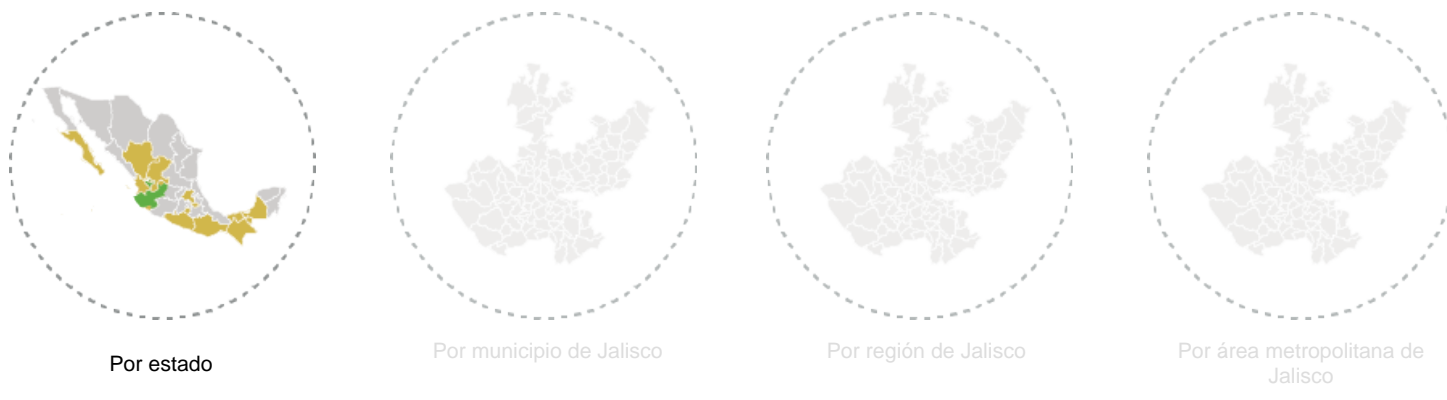 Por estado
Por municipio de Jalisco
Por región de Jalisco
Por área metropolitana de
Jalisco